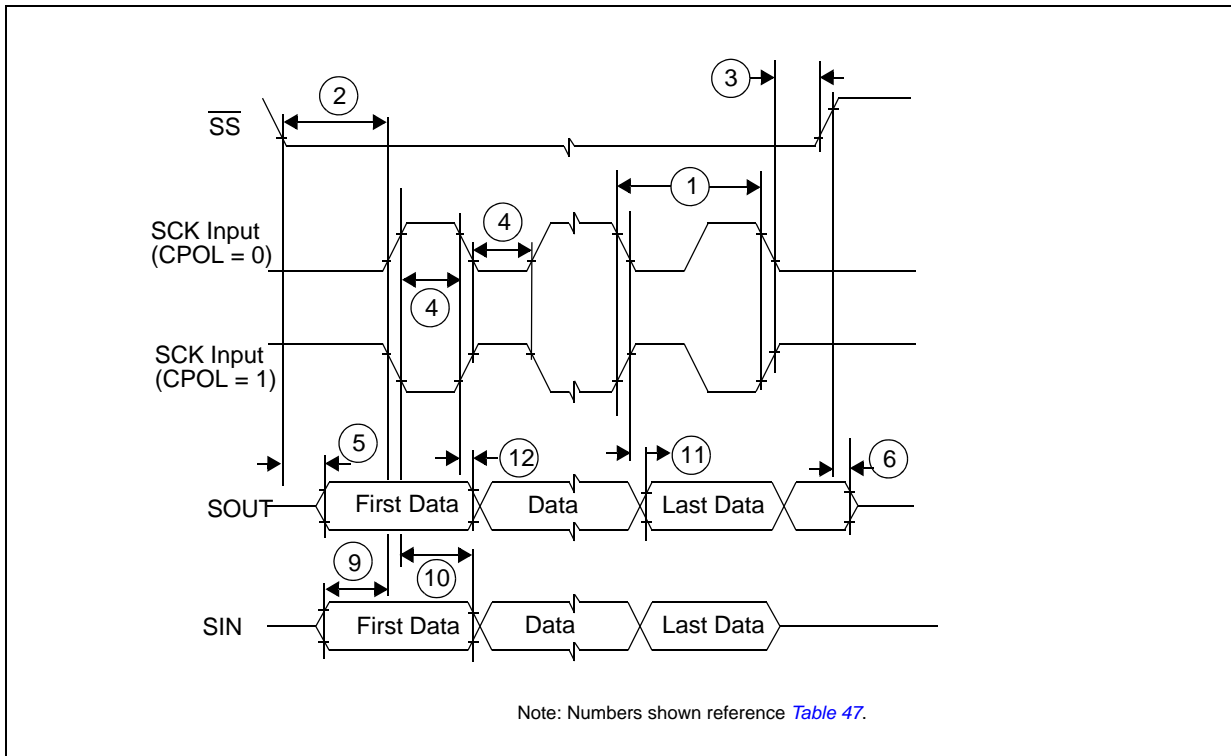 3
2
SS
1
SCK Input
(CPOL = 0)
4
4
SCK Input
(CPOL = 1)
5
12
11
6
SOUT
First Data
Data
Last Data
9
10
SIN
First Data
Data
Last Data
Note: Numbers shown reference Table 47.